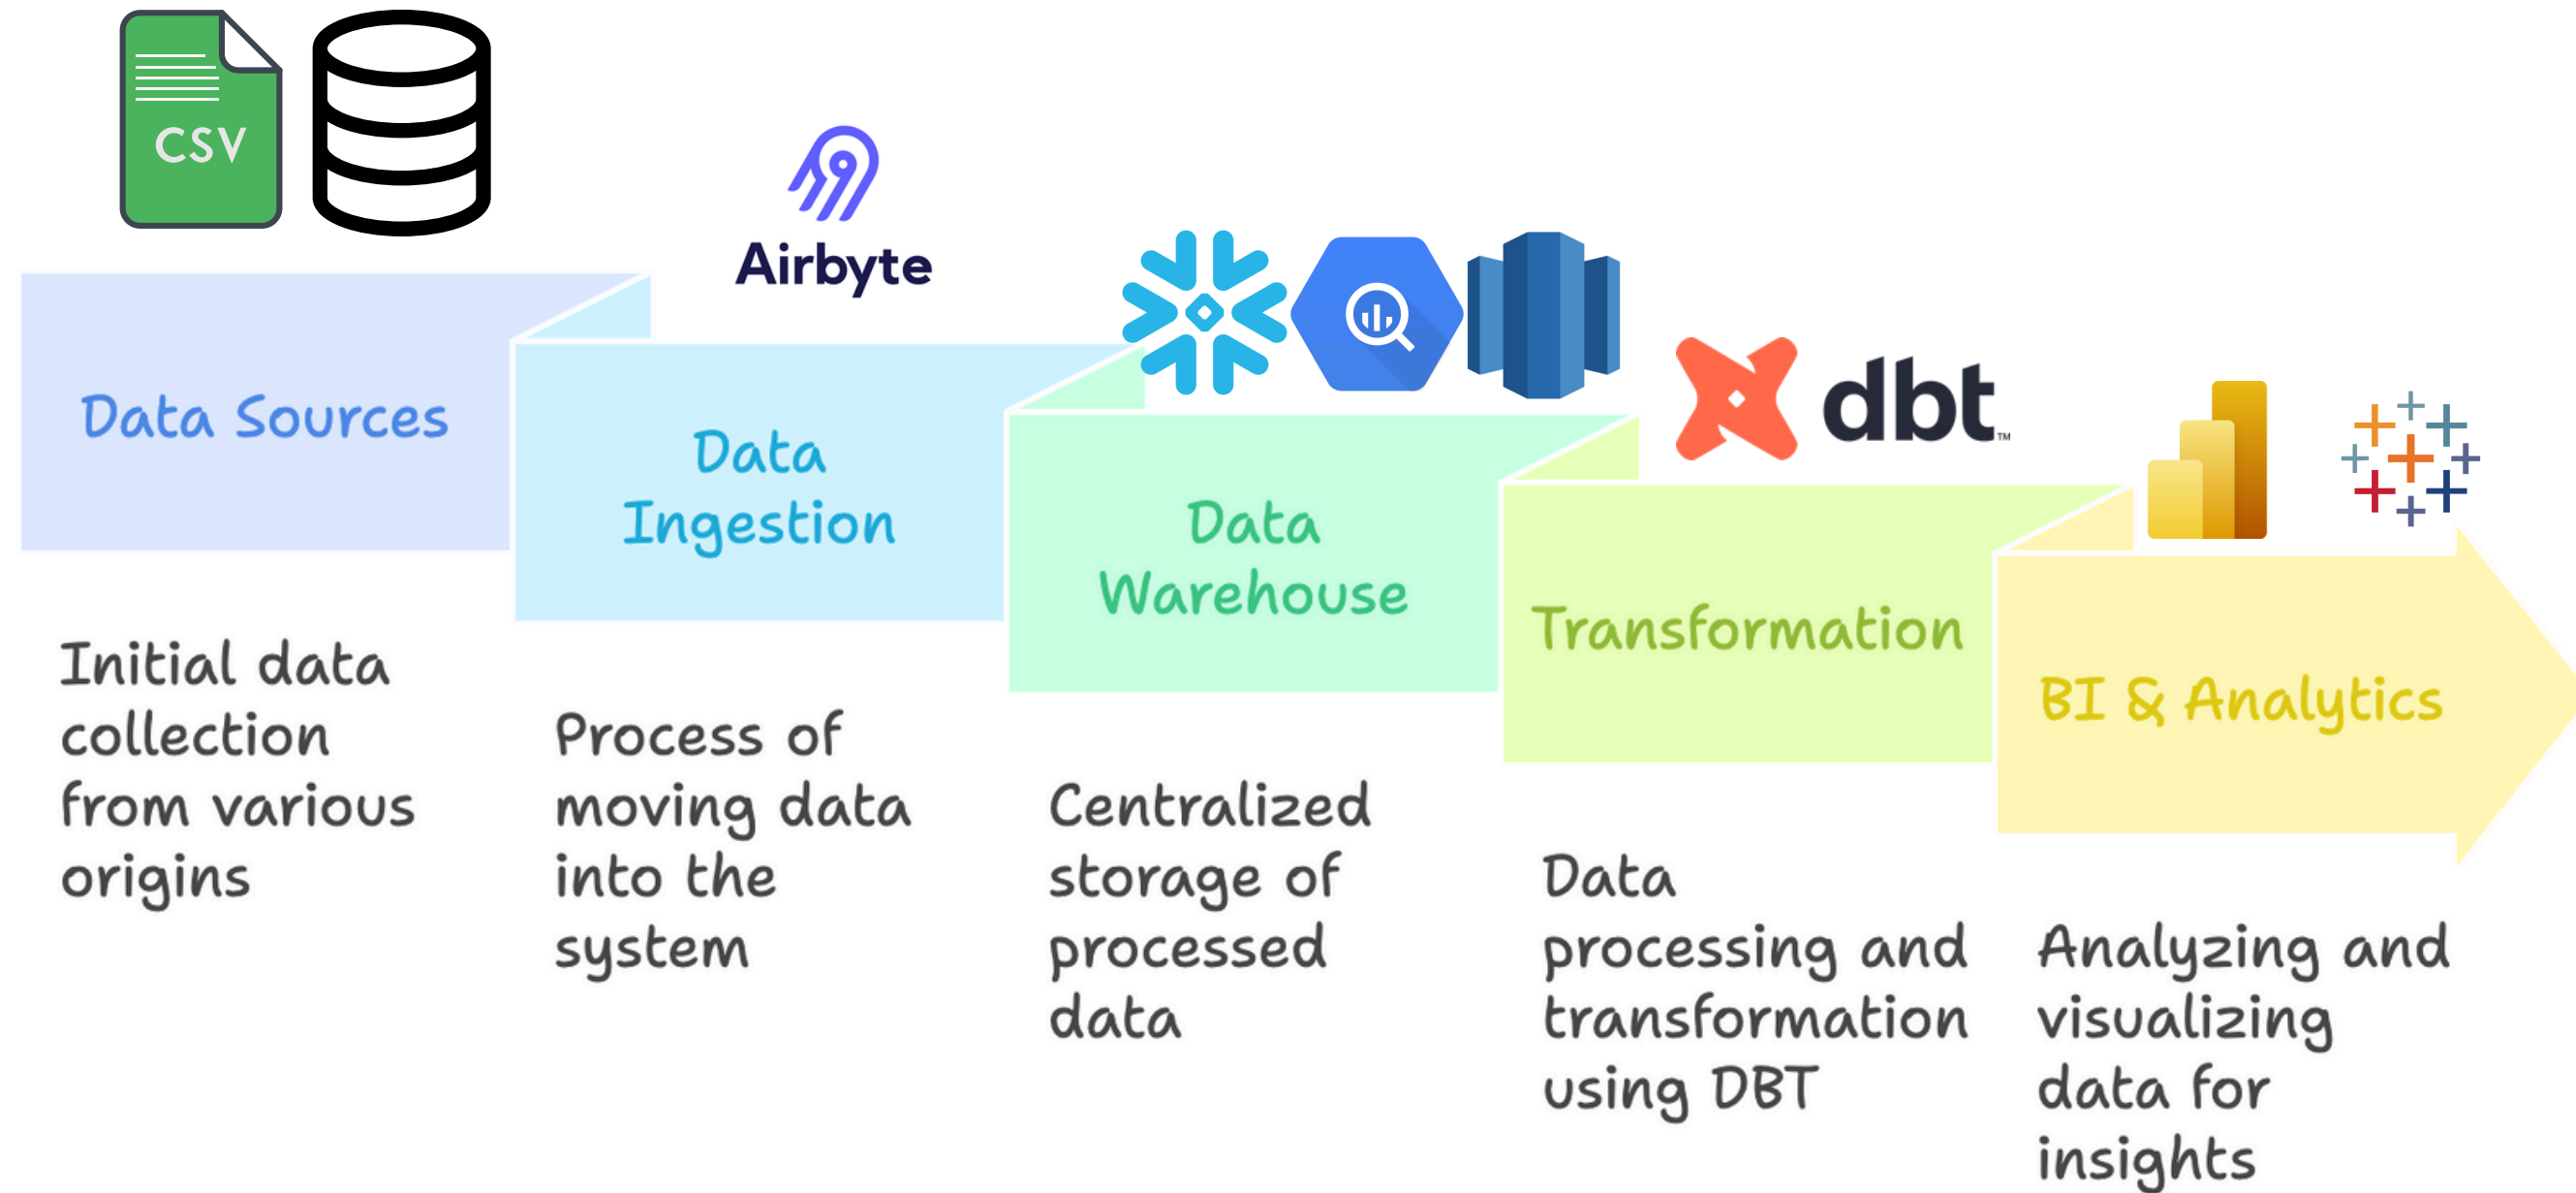 CSV
Airbyte
dbt™
Data Sources
Data
Ingestion
Data
Warehouse
Transformation
BI & Analytics
Initial data
collection
from various
origins
Process of
moving data
into the
system
Centralized
storage of
processed
data
Data
processing and
transformation
using DBT
Analyzing and
visualizing
data for
insights